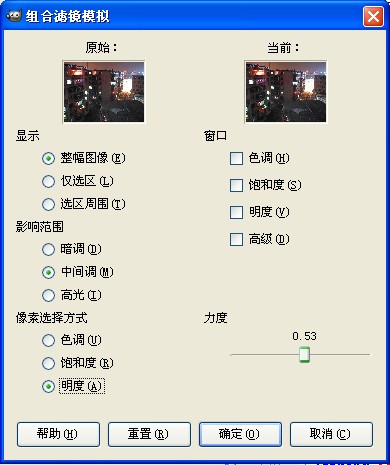 组合滤镜模拟
原始： 当前：
显示 窗口
整幅图像(E) 色调(H)
仅选区(L) 饱和度(S)
选区周围(T) 明度(V)
影响范围 高级(D)
暗调(D)
中间调(M)
高光(I)
像素选择方式 力度
色调(U) 0.53
饱和度(R)
明度(A)
帮助(H) 重置(R) 确定(O) 取消(C)